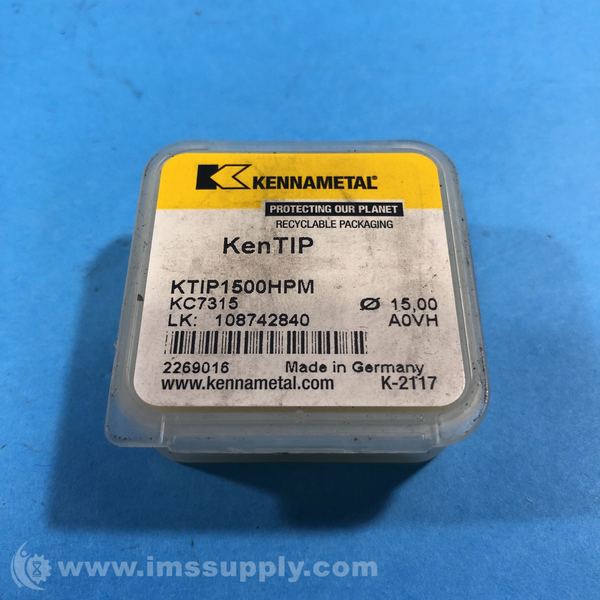 KENNAMETAL®
PROTECTING OUR PLANET
RECYCLABLE PACKAGING
KenTIP
KTIP1500HPM
KC7315 Ø 15,00
LK: 108742840 A0VH
2269016 Made in Germany
www.kennametal.com K-2117
www.imssupply.com